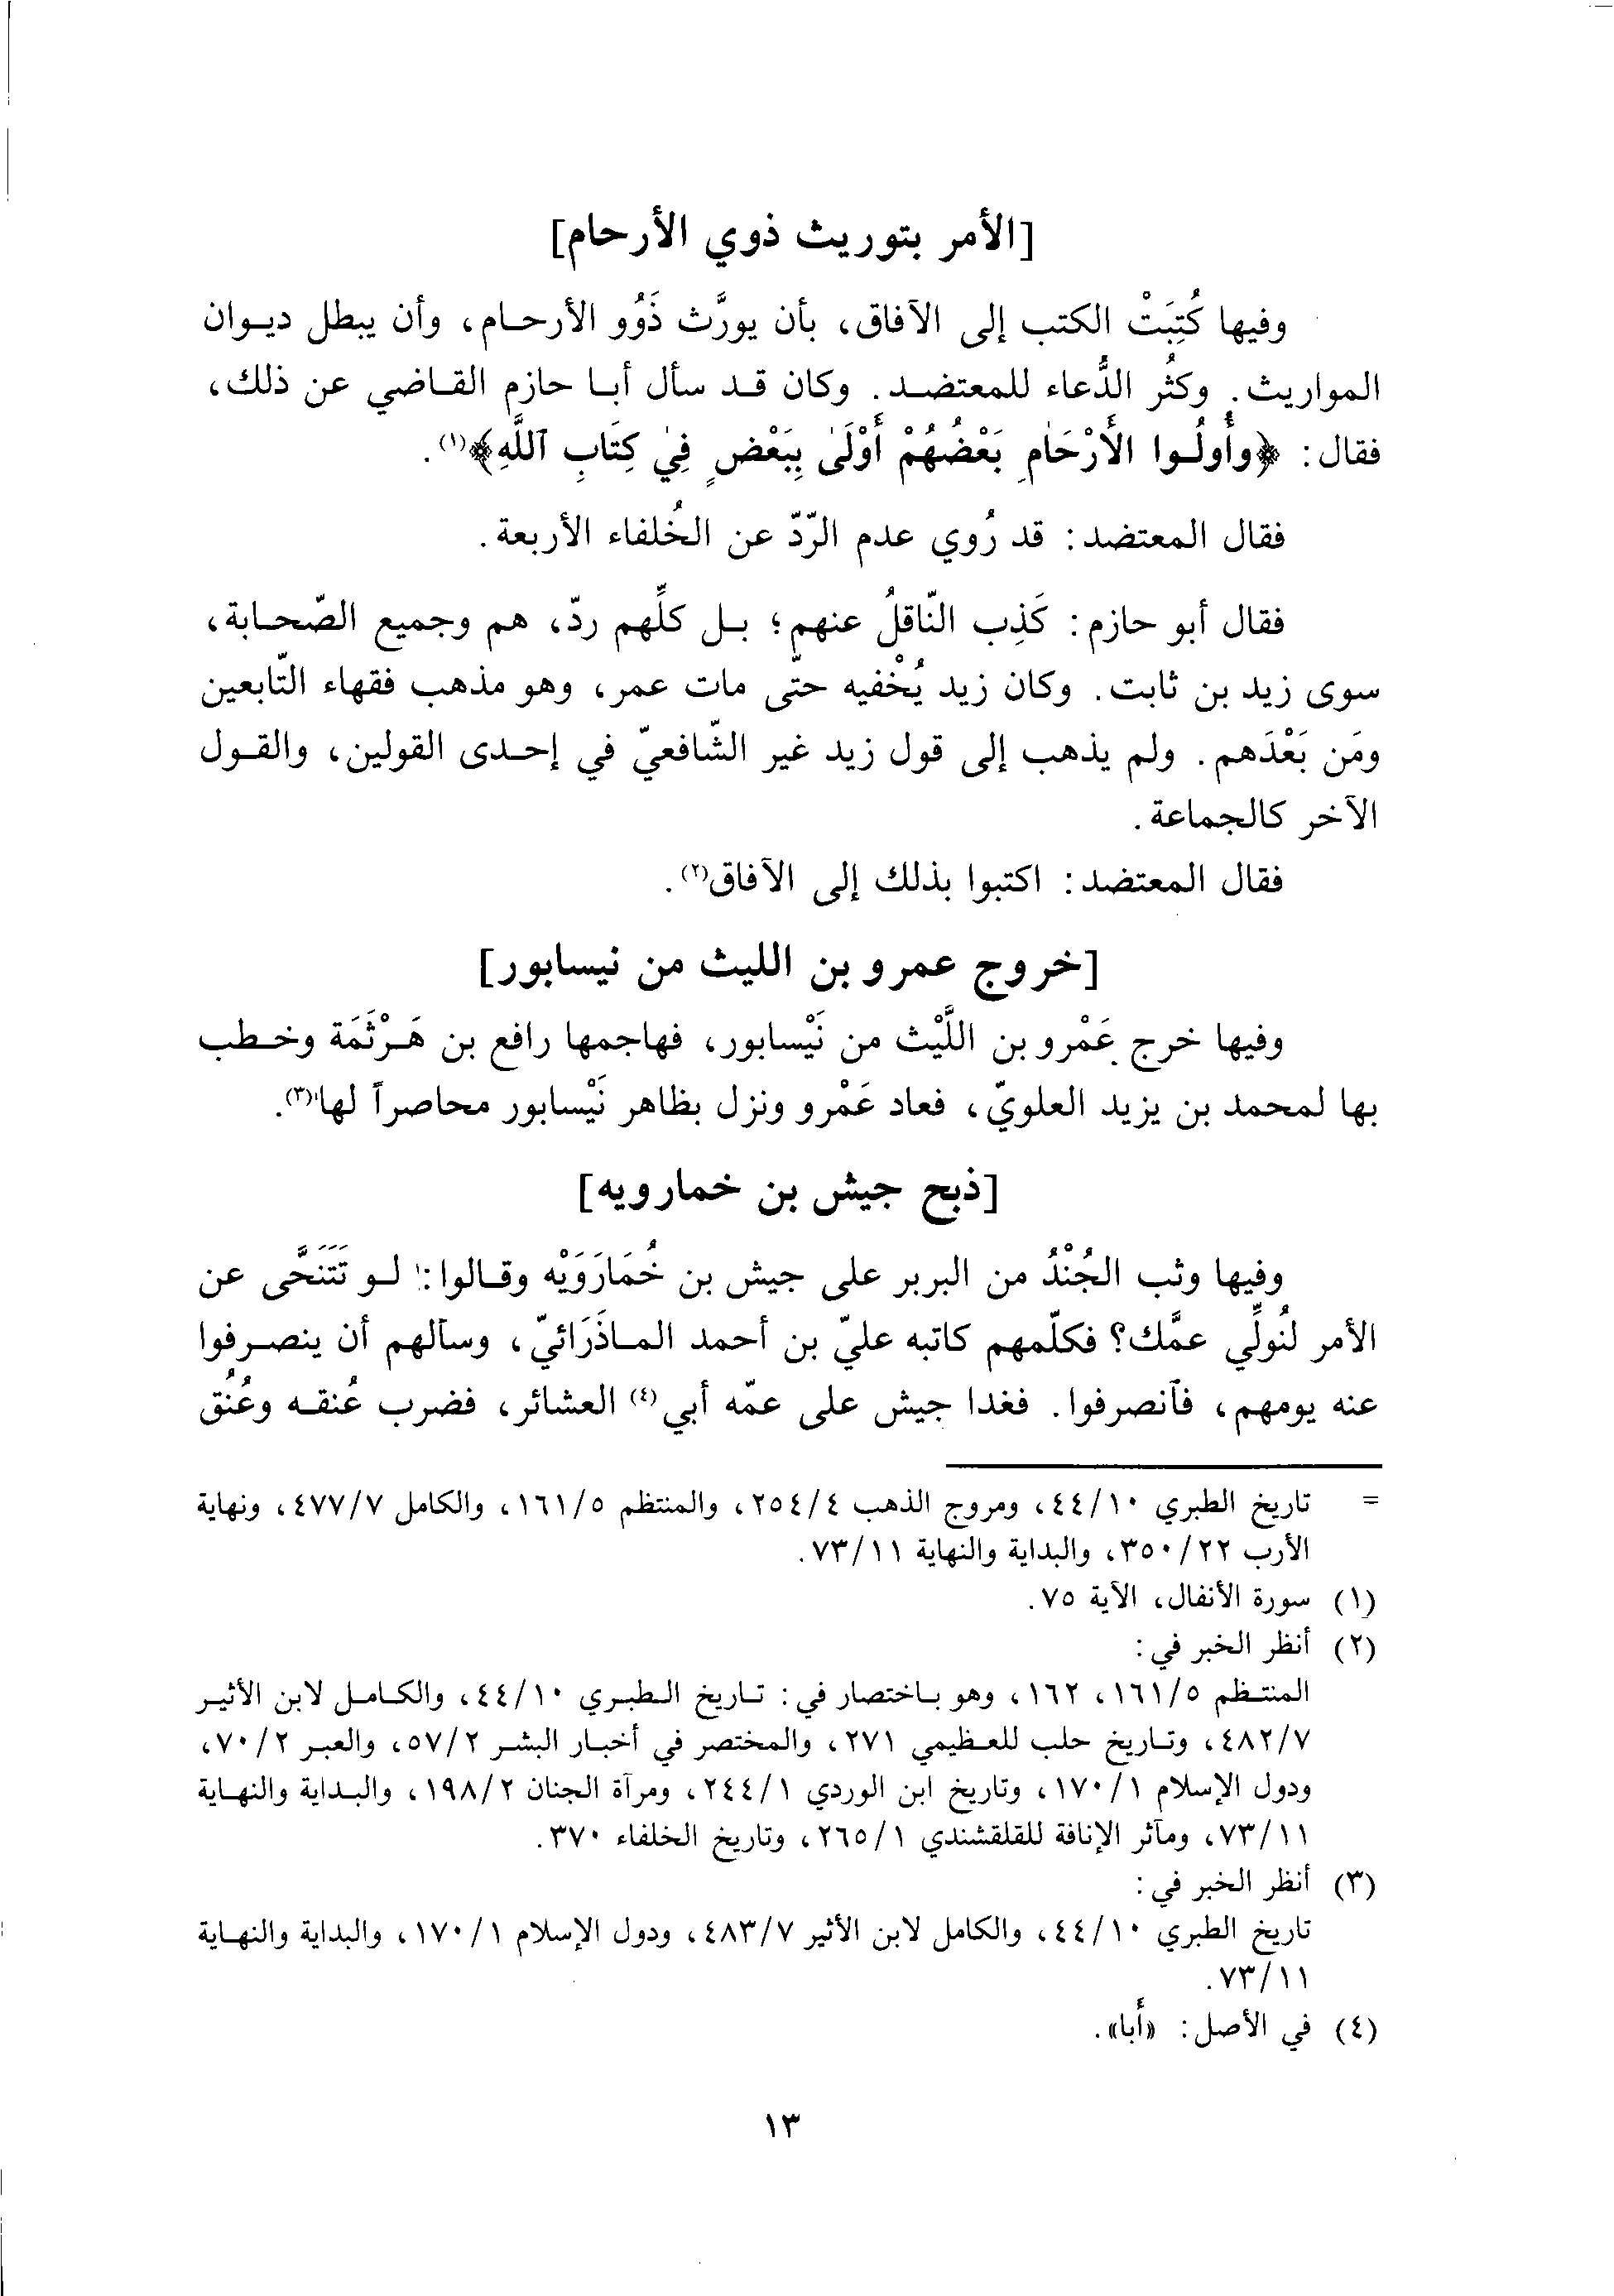 [الأمر بتوريث ذوي الأرحام]
وفيها كُتِبَتْ الكتب إلى الآفاق، بأن يورَّث ذَوُو الأرحام، وأن يبطل ديوان
المواريث. وكثُر الدُّعاء للمعتضد. وكان قد سأل أبا حازم القاضي عن ذلك،
فقال: ﴿وأُولُوا الأَرْحَامِ بَعْضُهُمْ أَوْلَىٰ بِبَعْضٍ فِيْ كِتَابِ ٱللَّهِ﴾(١).
فقال المعتضد: قد رُوي عدم الرّدّ عن الخُلفاء الأربعة.
فقال أبو حازم: كَذِب النّاقلُ عنهم؛ بل كلِّهم ردّ، هم وجميع الصّحابة،
سوى زيد بن ثابت. وكان زيد يُخْفيه حتّى مات عمر، وهو مذهب فقهاء التّابعين
ومَن بَعْدَهم. ولم يذهب إلى قول زيد غير الشّافعيّ في إحدى القولين، والقول
الآخر كالجماعة.
فقال المعتضد: اكتبوا بذلك إلى الآفاق(٢).
[خروج عمرو بن الليث من نيسابور]
وفيها خرج عَمْرو بن اللَّيْث من نَيْسابور، فهاجمها رافع بن هَرْثَمَة وخطب
بها لمحمد بن يزيد العلويّ، فعاد عَمْرو ونزل بظاهر نَيْسابور محاصراً لها(٣).
[ذبح جيش بن خمارويه]
وفيها وثب الجُنْدُ من البربر على جيش بن خُمَارَوَيْه وقالوا: لو تَتَنَحَّى عن
الأمر لنُولِّي عمَّك؟ فكلّمهم كاتبه عليّ بن أحمد الماذَرَائيّ، وسألهم أن ينصرفوا
عنه يومهم، فٱنصرفوا. فغدا جيش على عمّه أبي(٤) العشائر، فضرب عُنقه وعُنُق
= تاريخ الطبري ٤٤/١٠، ومروج الذهب ٢٥٤/٤، والمنتظم ١٦١/٥، والكامل ٤٧٧/٧، ونهاية
الأرب ٣٥٠/٢٢، والبداية والنهاية ٧٣/١١.
(١) سورة الأنفال، الآية ٧٥.
(٢) أنظر الخبر في:
المنتظم ١٦١/٥، ١٦٢، وهو باختصار في: تاريخ الطبري ٤٤/١٠، والكامل لابن الأثير
٤٨٢/٧، وتاريخ حلب للعظيمي ٢٧١، والمختصر في أخبار البشر ٥٧/٢، والعبر ٧٠/٢،
ودول الإسلام ١٧٠/١، وتاريخ ابن الوردي ٢٤٤/١، ومرآة الجنان ١٩٨/٢، والبداية والنهاية
٧٣/١١، ومآثر الإنافة للقلقشندي ٢٦٥/١، وتاريخ الخلفاء ٣٧٠.
(٣) أنظر الخبر في:
تاريخ الطبري ٤٤/١٠، والكامل لابن الأثير ٤٨٣/٧، ودول الإسلام ١٧٠/١، والبداية والنهاية
٧٣/١١.
(٤) في الأصل: «أَبا».
١٣